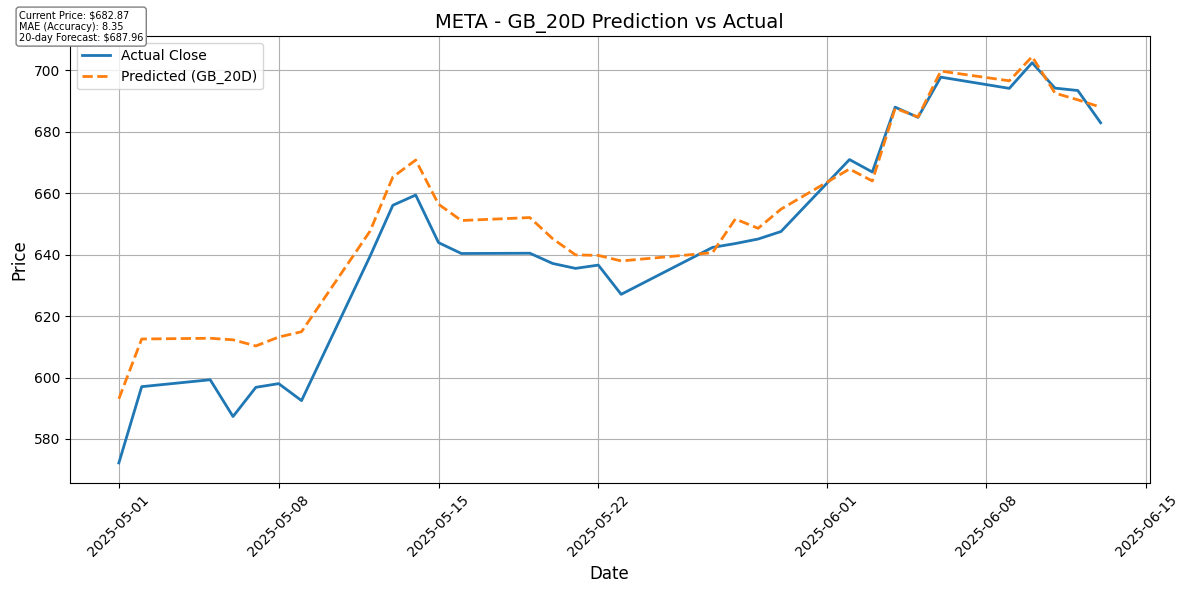 Current Price: $682.87
MAE (Accuracy): 8.35
20-day Forecast: $687.96
META - GB_20D Prediction vs Actual
Actual Close
Predicted (GB_20D)
Price
700
680
660
640
620
600
580
2025-05-01
2025-05-08
2025-05-15
2025-05-22
2025-06-01
2025-06-08
2025-06-15
Date